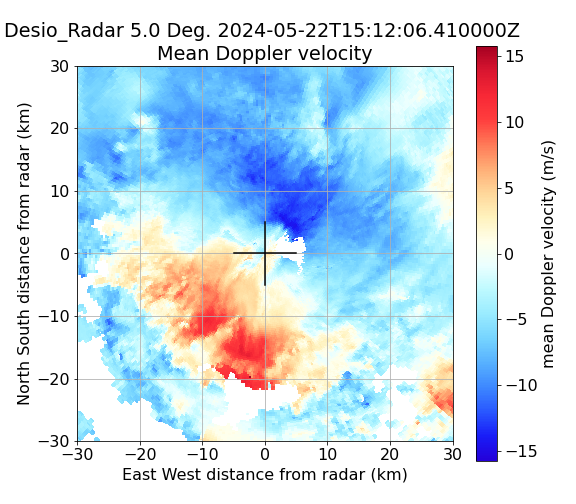 Desio_Radar 5.0 Deg. 2024-05-22T15:12:06.410000Z
Mean Doppler velocity
North South distance from radar (km)
30
20
10
0
−10
−20
−30
−30 −20 −10 0 10 20 30
East West distance from radar (km)
15
10
5
0
−5
−10
−15
mean Doppler velocity (m/s)